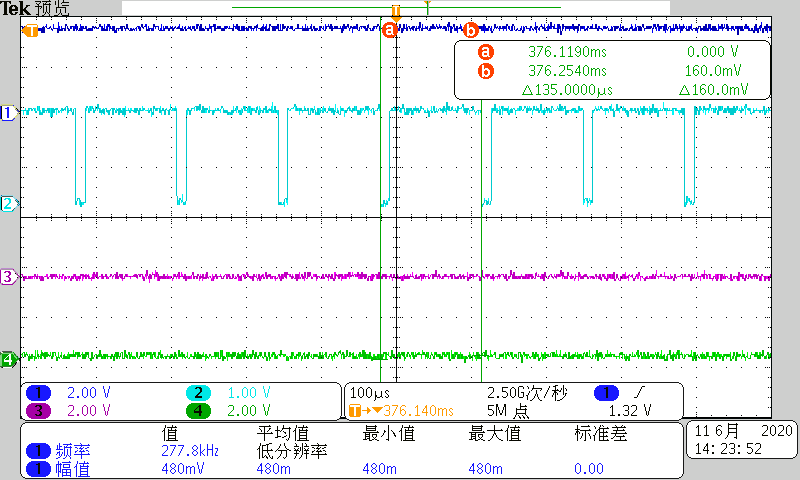 Tek 预览
T
T
a
b
a 376.1190ms 0.000 V
b 376.2540ms 160.0mV
△135.0000µs △160.0mV
1
2
3
4
1 2.00 V 2 1.00 V
3 2.00 V 4 2.00 V
100µs 2.50G次/秒 1 1.32 V
T→▼376.140ms 5M 点
值 平均值 最小值 最大值 标准差
1 频率 277.8kHz 低分辨率
1 幅值 480mV 480m 480m 480m 0.00
11 6月 2020
14: 23: 52